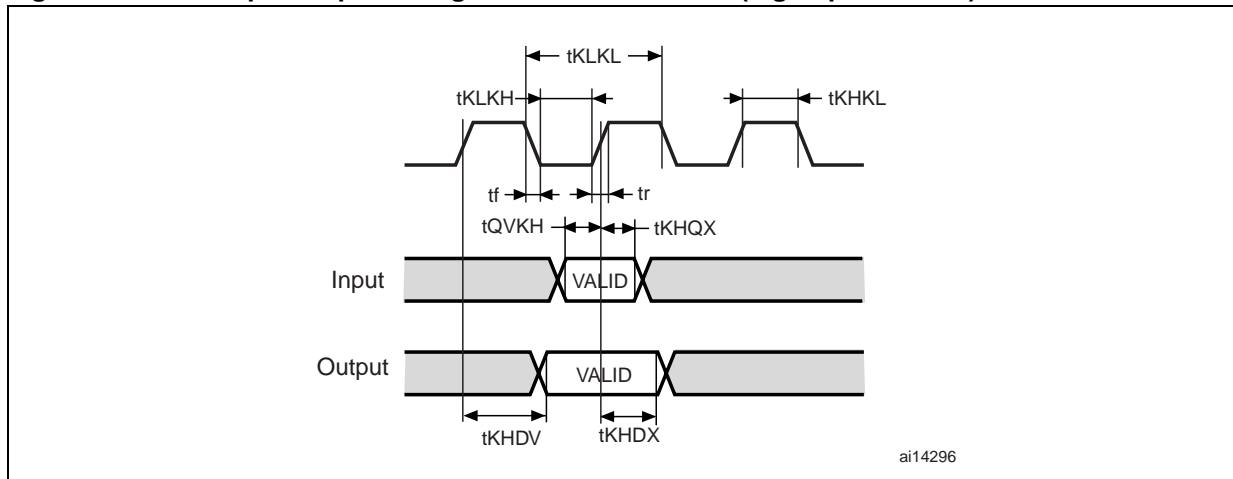 tKLKL
tKLKH
tKHKL
tf
tr
tQVKH
tKHQX
Input
VALID
Output
VALID
tKHDV
tKHDX
ai14296